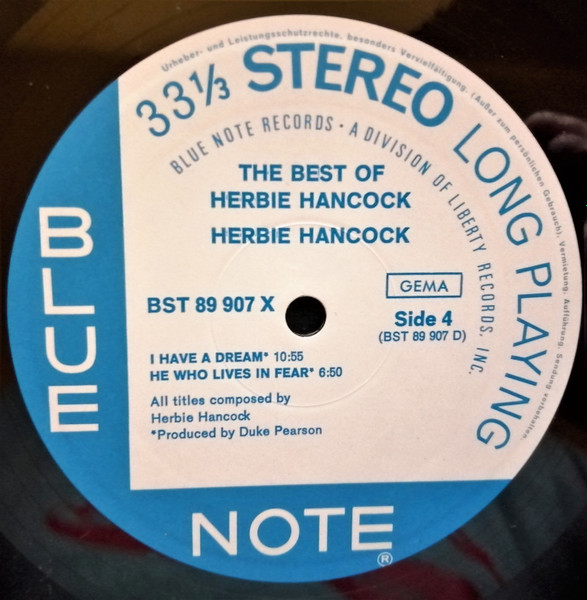 Urheber- und Leistungsschutzrechte, besonders Vervielfältigung, (Außer zum persönlichen Gebrauch), Vermietung, Aufführung, Sendung vorbehalten.
33⅓ STEREO LONG PLAYING
BLUE NOTE RECORDS · A DIVISION OF LIBERTY RECORDS, INC.
THE BEST OF
HERBIE HANCOCK
HERBIE HANCOCK
GEMA
BST 89 907 X
Side 4
(BST 89 907 D)
I HAVE A DREAM* 10:55
HE WHO LIVES IN FEAR* 6:50
All titles composed by
Herbie Hancock
*Produced by Duke Pearson
BLUE
NOTE
®